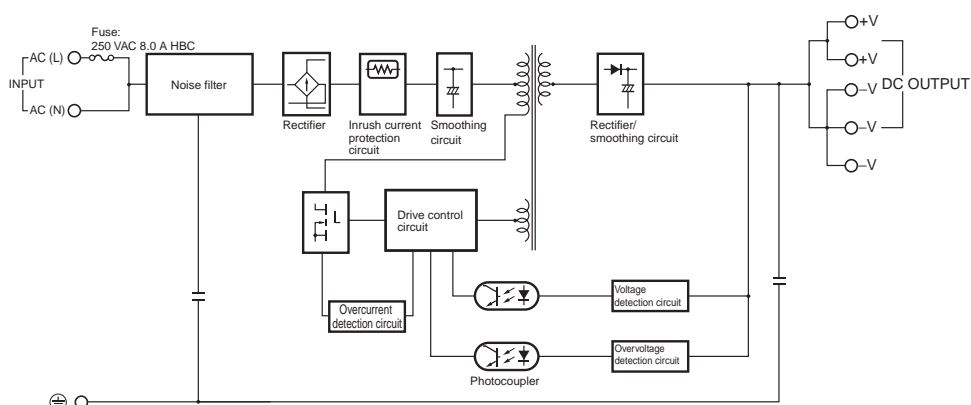 Fuse:
250 VAC 8.0 A HBC
AC (L)
INPUT
AC (N)
Noise filter
Rectifier
Inrush current
protection
circuit
Smoothing
circuit
Rectifier/
smoothing circuit
+V
+V
–V
DC OUTPUT
–V
–V
Drive control
circuit
Overcurrent
detection circuit
Voltage
detection circuit
Overvoltage
detection circuit
Photocoupler